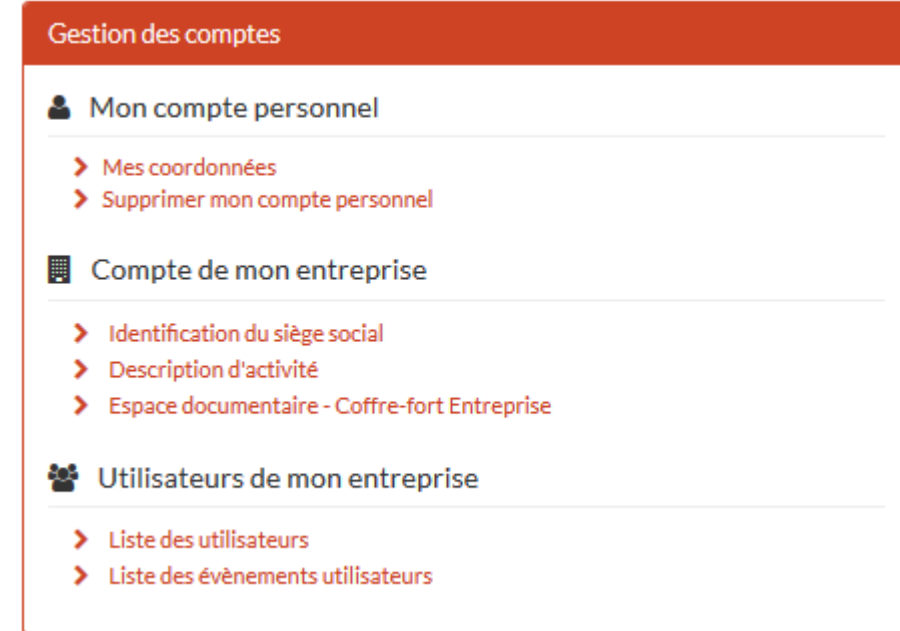 Gestion des comptes
Mon compte personnel
Mes coordonnées
Supprimer mon compte personnel
Compte de mon entreprise
Identification du siège social
Description d'activité
Espace documentaire - Coffre-fort Entreprise
Utilisateurs de mon entreprise
Liste des utilisateurs
Liste des évènements utilisateurs